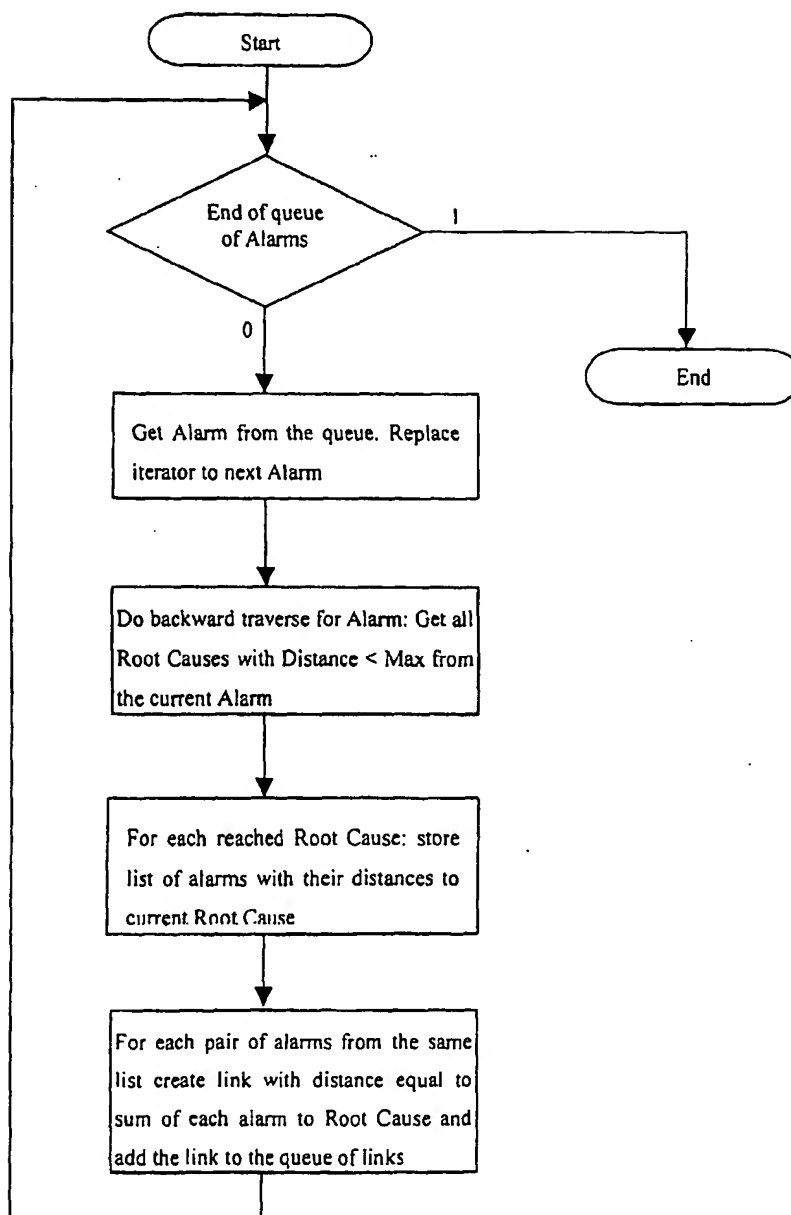 Start
End of queue
of Alarms
1
0
End
Get Alarm from the queue. Replace
iterator to next Alarm
Do backward traverse for Alarm: Get all
Root Causes with Distance < Max from
the current Alarm
For each reached Root Cause: store
list of alarms with their distances to
current Root Cause
For each pair of alarms from the same
list create link with distance equal to
sum of each alarm to Root Cause and
add the link to the queue of links